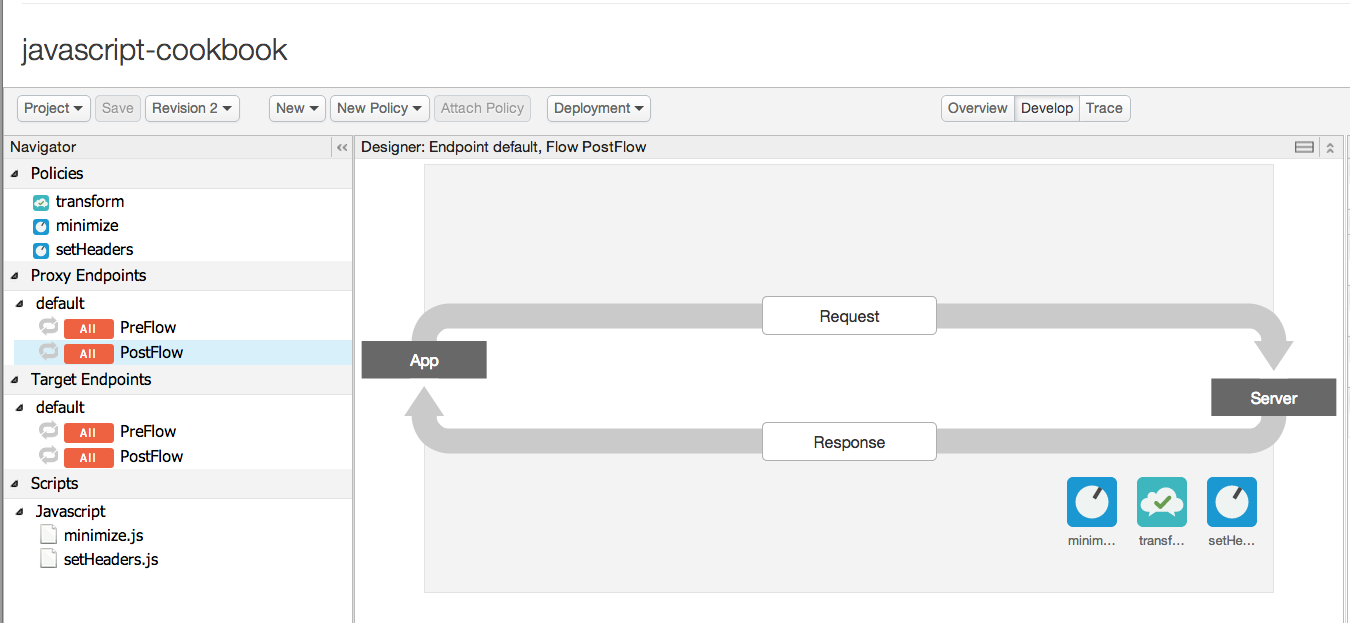 javascript-cookbook
Project Save Revision 2 New New Policy Attach Policy Deployment Overview Develop Trace
Navigator
Designer: Endpoint default, Flow PostFlow
Policies
transform
minimize
setHeaders
Proxy Endpoints
default
All PreFlow
All PostFlow
Target Endpoints
default
All PreFlow
All PostFlow
Scripts
Javascript
minimize.js
setHeaders.js
Request
App
Server
Response
minim... transf... setHe...